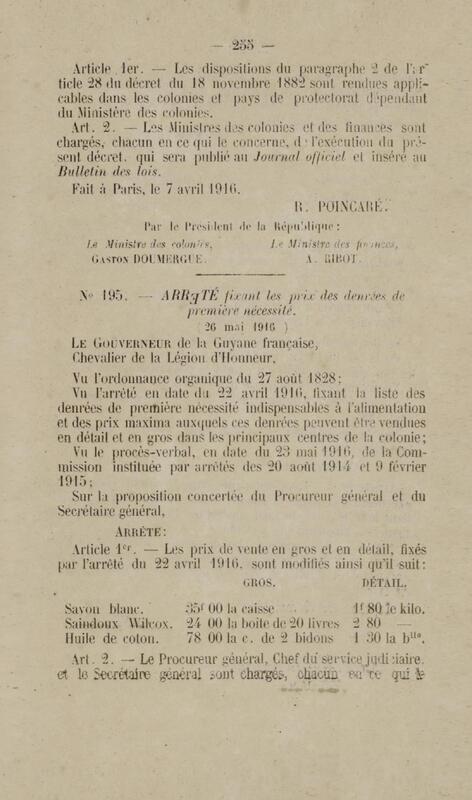 — 255 —
Article 1er. — Les dispositions du paragraphe 2 de l'ar
ticle 28 du décret du 18 novembre 1882 sont rendues appli-
cables dans les colonies et pays de protectorat dépendant
du Ministère des colonies.
Art. 2. — Les Ministres des colonies et des finances sont
chargés, chacun en ce qui le concerne, de l'exécution du pré-
sent décret, qui sera publié au Journal officiel et inséré au
Bulletin des lois.
Fait à Paris, le 7 avril 1916.
R. POINCARÉ.
Par le Président de la République:
Le Ministre des colonies,
Gaston DOUMERGUE.
Le Ministre des finances,
A. RIBOT.
No 195. — ARRÊTÉ fixant les prix des denrées de
première nécessité.
( 26 mai 1916 )
LE GOUVERNEUR de la Guyane française,
Chevalier de la Légion d'Honneur,
Vu l'ordonnance organique du 27 août 1828;
Vu l'arrêté en date du 22 avril 1916, fixant la liste des
denrées de première nécessité indispensables à l'alimentation
et des prix maxima auxquels ces denrées peuvent être vendues
en détail et en gros dans les principaux centres de la colonie;
Vu le procès-verbal, en date du 23 mai 1916, de la Com-
mission instituée par arrêtés des 20 août 1914 et 9 février
1915;
Sur la proposition concertée du Procureur général et du
Secrétaire général,
ARRÊTE:
Article 1er. — Les prix de vente en gros et en détail, fixés
par l'arrêté du 22 avril 1916, sont modifiés ainsi qu'il suit:
GROS. DÉTAIL.
Savon blanc. 35f 00 la caisse 1f 80 le kilo.
Saindoux Wilcox. 24 00 la boite de 20 livres 2 80 —
Huile de coton. 78 00 la c. de 2 bidons 1 30 la blle.
Art. 2. — Le Procureur général, Chef du service judiciaire,
et le Secrétaire général sont chargés, chacun en ce qui le